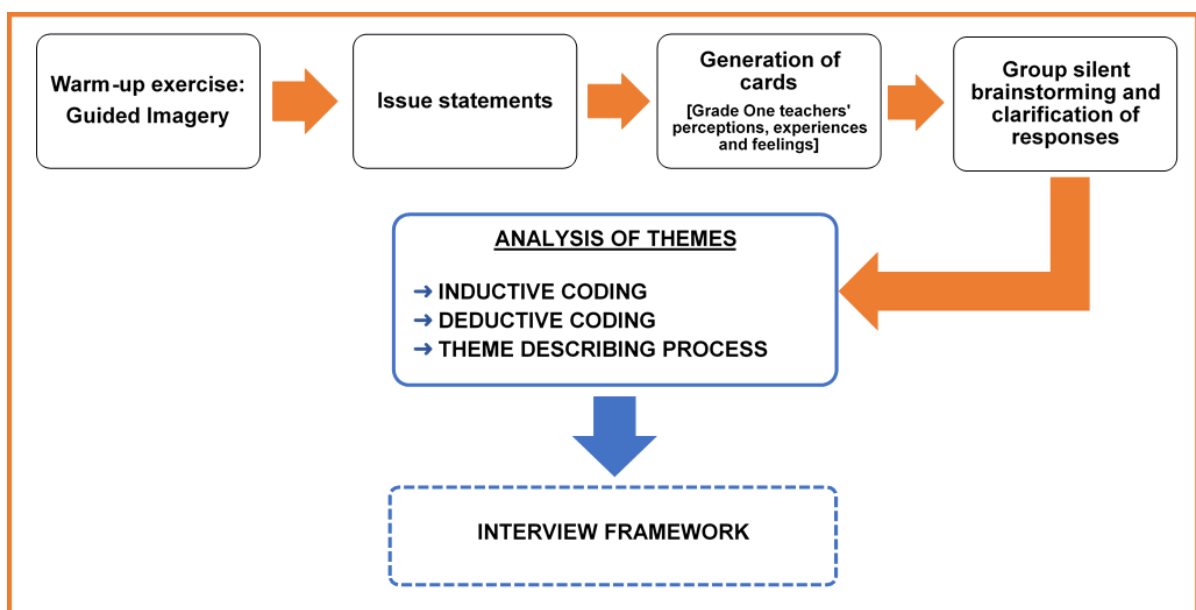 Warm-up exercise:
Guided Imagery
Issue statements
Generation of
cards
[Grade One teachers'
perceptions, experiences
and feelings]
Group silent
brainstorming and
clarification of
responses
ANALYSIS OF THEMES
→ INDUCTIVE CODING
→ DEDUCTIVE CODING
→ THEME DESCRIBING PROCESS
INTERVIEW FRAMEWORK